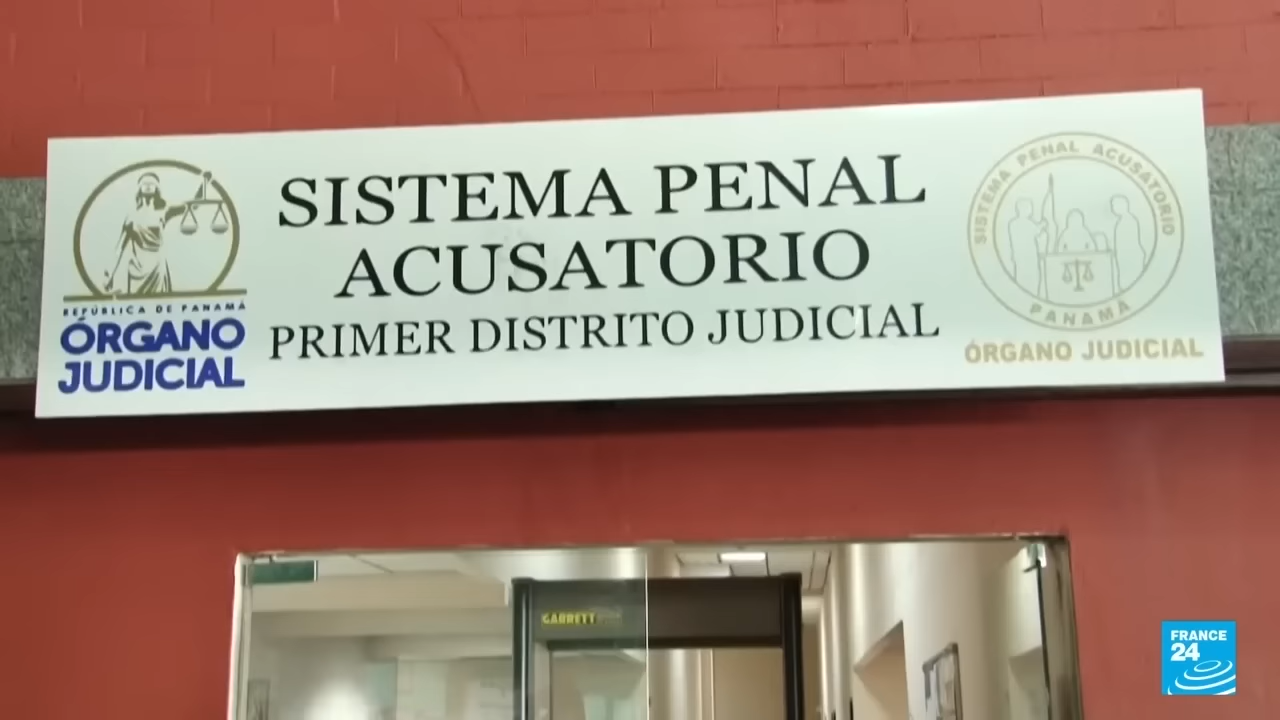 REPÚBLICA DE PANAMÁ
ÓRGANO
JUDICIAL
SISTEMA PENAL
ACUSATORIO
PRIMER DISTRITO JUDICIAL
SISTEMA PENAL ACUSATORIO
PANAMÁ
ÓRGANO JUDICIAL
GARRETT
FRANCE
24